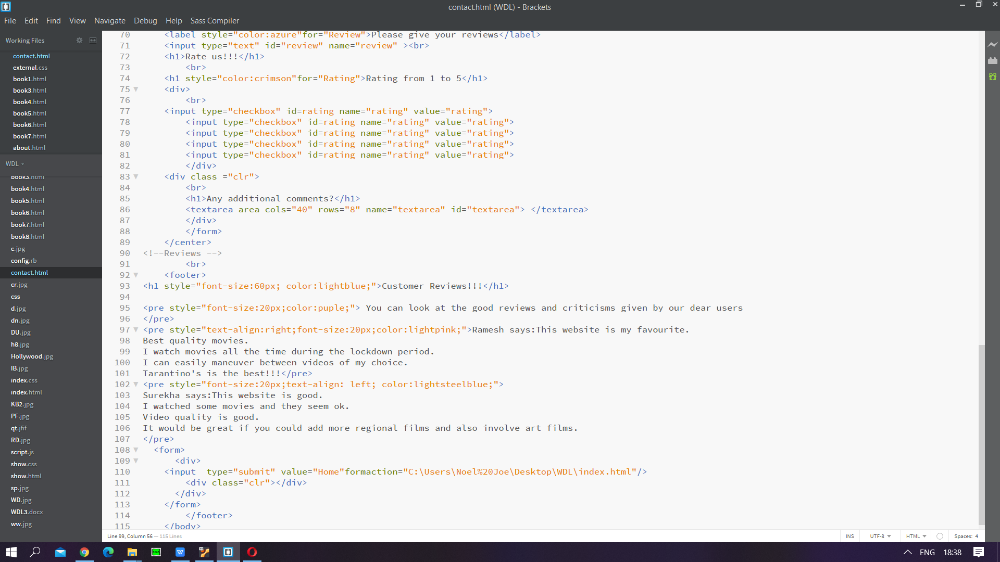 contact.html (WDL) - Brackets
File Edit Find View Navigate Debug Help Sass Compiler
Working Files
contact.html
external.css
book1.html
book3.html
book4.html
book5.html
book6.html
book7.html
about.html
WDL
book3.html
book4.html
book5.html
book6.html
book7.html
book8.html
c.jpg
config.rb
contact.html
cr.jpg
css
d.jpg
dn.jpg
DU.jpg
h8.jpg
Hollywood.jpg
IB.jpg
index.css
index.html
KB2.jpg
PF.jpg
qt.jfif
RD.jpg
script.js
show.css
show.html
sp.jpg
WD.jpg
WDL3.docx
ww.jpg
70 <label style="color:azure"for="Review">Please give your reviews</label>
71 <input type="text" id="review" name="review" ><br>
72 <h1>Rate us!!!</h1>
73 <br>
74 <h1 style="color:crimson"for="Rating">Rating from 1 to 5</h1>
75 <div>
76 <br>
77 <input type="checkbox" id=rating name="rating" value="rating">
78 <input type="checkbox" id=rating name="rating" value="rating">
79 <input type="checkbox" id=rating name="rating" value="rating">
80 <input type="checkbox" id=rating name="rating" value="rating">
81 <input type="checkbox" id=rating name="rating" value="rating">
82 </div>
83 <div class ="clr">
84 <br>
85 <h1>Any additional comments?</h1>
86 <textarea area cols="40" rows="8" name="textarea" id="textarea"> </textarea>
87 </div>
88 </form>
89 </center>
90 <!--Reviews -->
91 <br>
92 <footer>
93 <h1 style="font-size:60px; color:lightblue;">Customer Reviews!!!</h1>
94
95 <pre style="font-size:20px;color:puple;"> You can look at the good reviews and criticisms given by our dear users
96 </pre>
97 <pre style="text-align:right;font-size:20px;color:lightpink;">Ramesh says:This website is my favourite.
98 Best quality movies.
99 I watch movies all the time during the lockdown period.
100 I can easily maneuver between videos of my choice.
101 Tarantino's is the best!!!</pre>
102 <pre style="font-size:20px;text-align: left; color:lightsteelblue;">
103 Surekha says:This website is good.
104 I watched some movies and they seem ok.
105 Video quality is good.
106 It would be great if you could add more regional films and also involve art films.
107 </pre>
108 <form>
109 <div>
110 <input  type="submit" value="Home"formaction="C:\Users\Noel%20Joe\Desktop\WDL\index.html"/>
111 <div class="clr"></div>
112 </div>
113 </form>
114 </footer>
115 </body>
Line 99, Column 56 — 115 Lines
INS UTF-8 HTML Spaces: 4
ENG 18:38